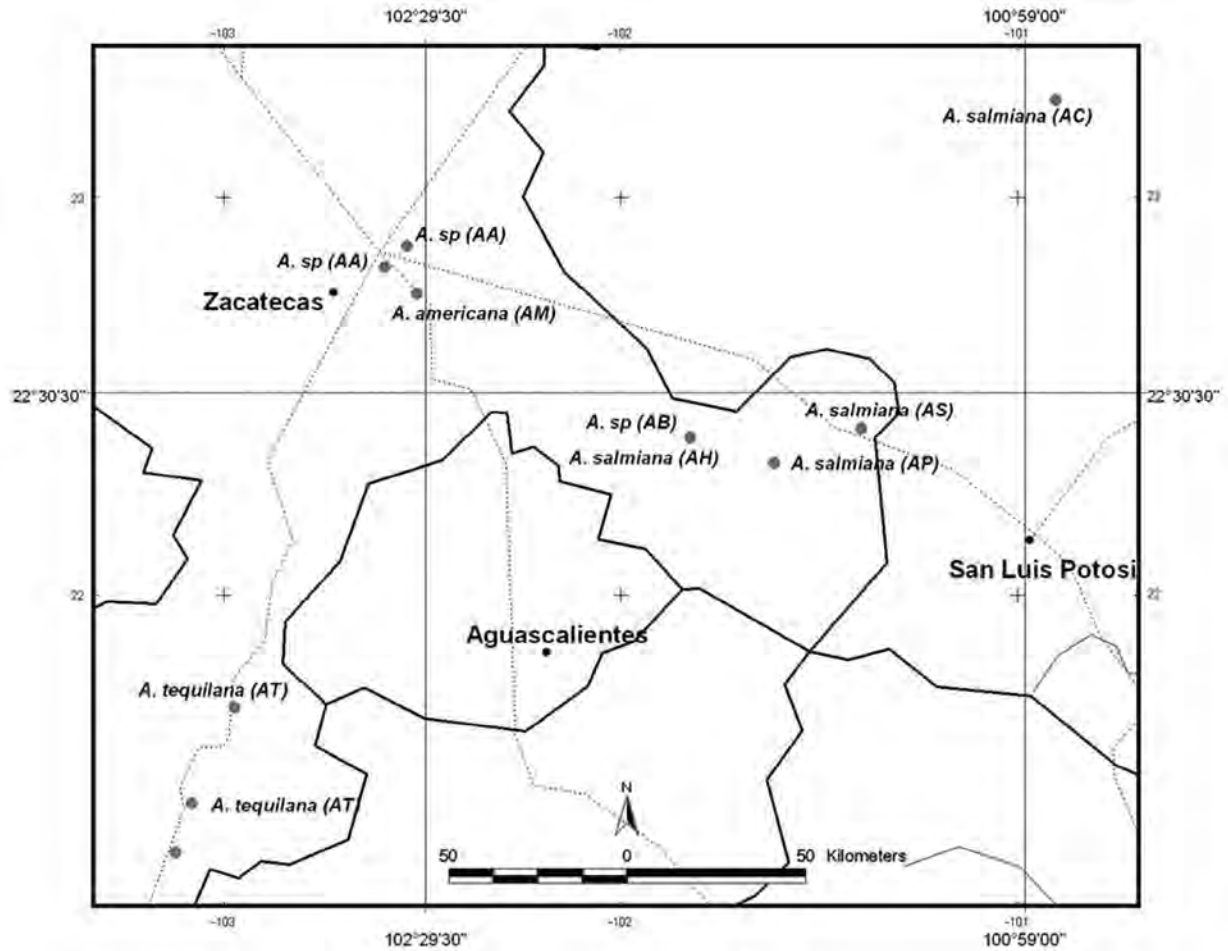 102°29'30" 100°59'00"
-103 -102 -101
A. salmiana (AC)
23 23
A. sp (AA)
A. sp (AA)
Zacatecas
A. americana (AM)
22°30'30" 22°30'30"
A. salmiana (AS)
A. sp (AB)
A. salmiana (AH) A. salmiana (AP)
San Luis Potosi
22 22
Aguascalientes
A. tequilana (AT)
N
A. tequilana (AT
50 0 50 Kilometers
-103 -102 -101
102°29'30" 100°59'00"